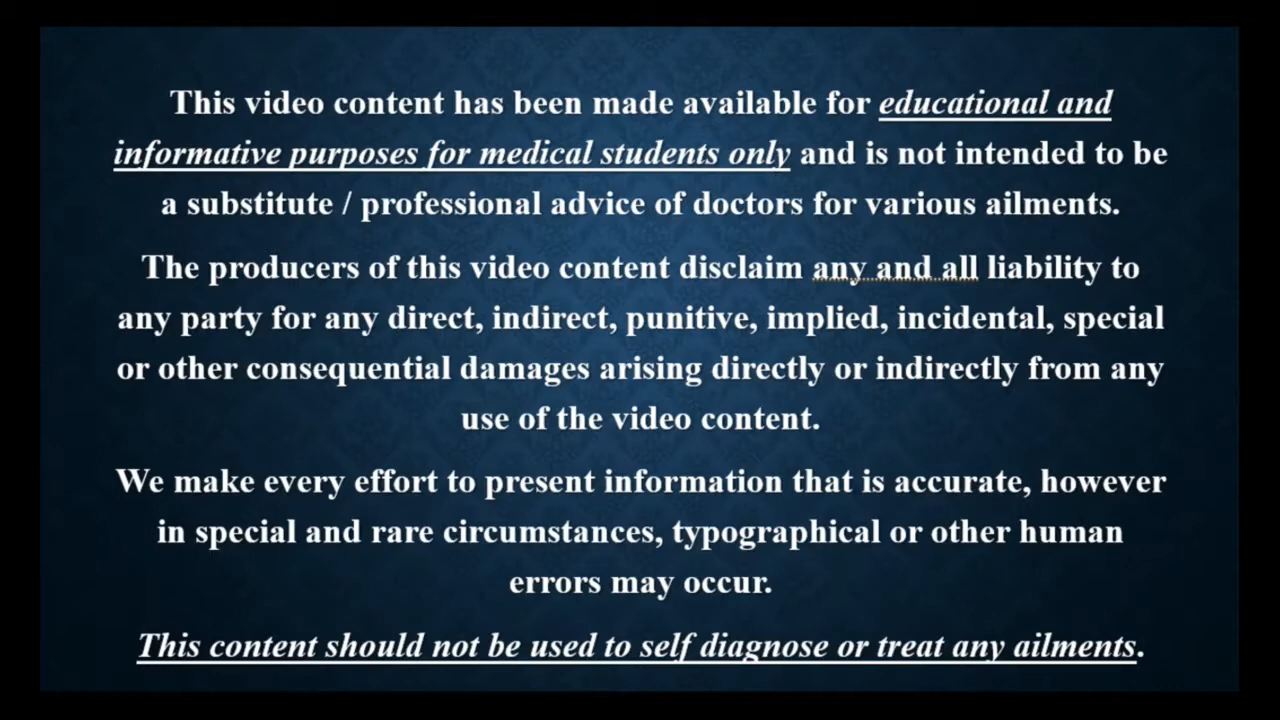 This video content has been made available for educational and
informative purposes for medical students only and is not intended to be
a substitute / professional advice of doctors for various ailments.
The producers of this video content disclaim any and all liability to
any party for any direct, indirect, punitive, implied, incidental, special
or other consequential damages arising directly or indirectly from any
use of the video content.
We make every effort to present information that is accurate, however
in special and rare circumstances, typographical or other human
errors may occur.
This content should not be used to self diagnose or treat any ailments.